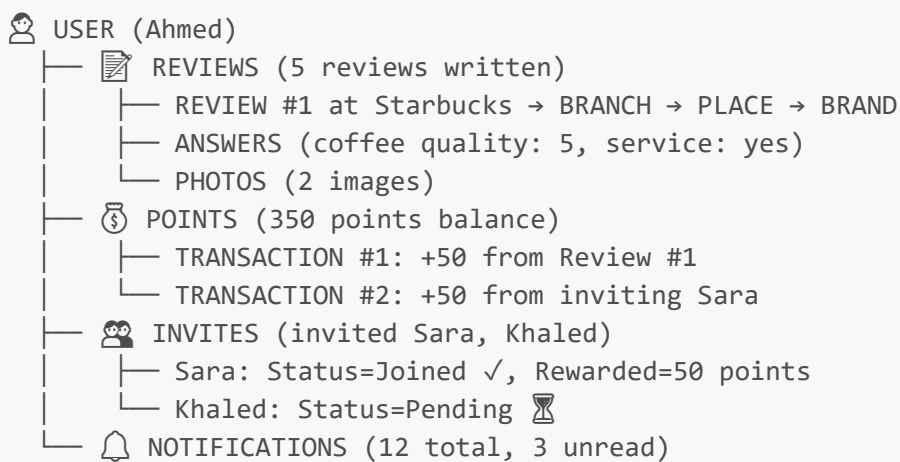 👤 USER (Ahmed)
├── 📝 REVIEWS (5 reviews written)
│   ├── REVIEW #1 at Starbucks → BRANCH → PLACE → BRAND
│   ├── ANSWERS (coffee quality: 5, service: yes)
│   └── PHOTOS (2 images)
├── 💰 POINTS (350 points balance)
│   ├── TRANSACTION #1: +50 from Review #1
│   └── TRANSACTION #2: +50 from inviting Sara
├── 👥 INVITES (invited Sara, Khaled)
│   ├── Sara: Status=Joined ✓, Rewarded=50 points
│   └── Khaled: Status=Pending ⏳
└── 🔔 NOTIFICATIONS (12 total, 3 unread)